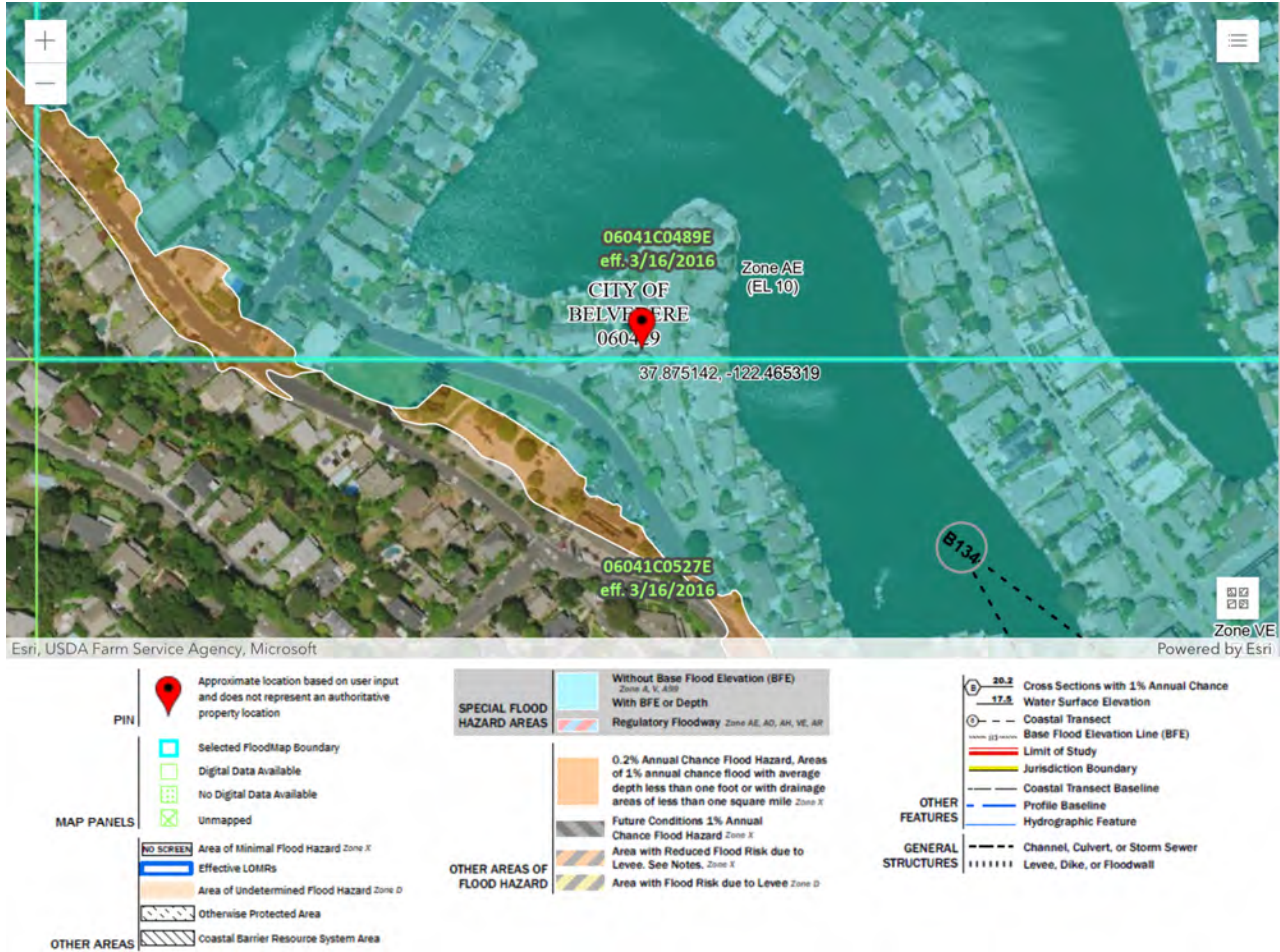 +
−
06041C0489E
eff. 3/16/2016
Zone AE
(EL 10)
CITY OF
BELVEDERE
37.875142, -122.465319
B134
06041C0527E
eff. 3/16/2016
Zone VE
Esri, USDA Farm Service Agency, Microsoft
Powered by Esri
PIN
Approximate location based on user input
and does not represent an authoritative
property location
MAP PANELS
Selected FloodMap Boundary
Digital Data Available
No Digital Data Available
Unmapped
OTHER AREAS
NO SCREEN Area of Minimal Flood Hazard Zone X
Effective LOMRs
Area of Undetermined Flood Hazard Zone D
Otherwise Protected Area
Coastal Barrier Resource System Area
SPECIAL FLOOD
HAZARD AREAS
Without Base Flood Elevation (BFE)
Zone A, V, A99
With BFE or Depth
Regulatory Floodway Zone AE, AO, AH, VE, AR
OTHER AREAS OF
FLOOD HAZARD
0.2% Annual Chance Flood Hazard, Areas
of 1% annual chance flood with average
depth less than one foot or with drainage
areas of less than one square mile Zone X
Future Conditions 1% Annual
Chance Flood Hazard Zone X
Area with Reduced Flood Risk due to
Levee. See Notes. Zone X
Area with Flood Risk due to Levee Zone D
OTHER
FEATURES
B 20.2 Cross Sections with 1% Annual Chance
17.5 Water Surface Elevation
Coastal Transect
Base Flood Elevation Line (BFE)
Limit of Study
Jurisdiction Boundary
Coastal Transect Baseline
Profile Baseline
Hydrographic Feature
GENERAL
STRUCTURES
Channel, Culvert, or Storm Sewer
Levee, Dike, or Floodwall